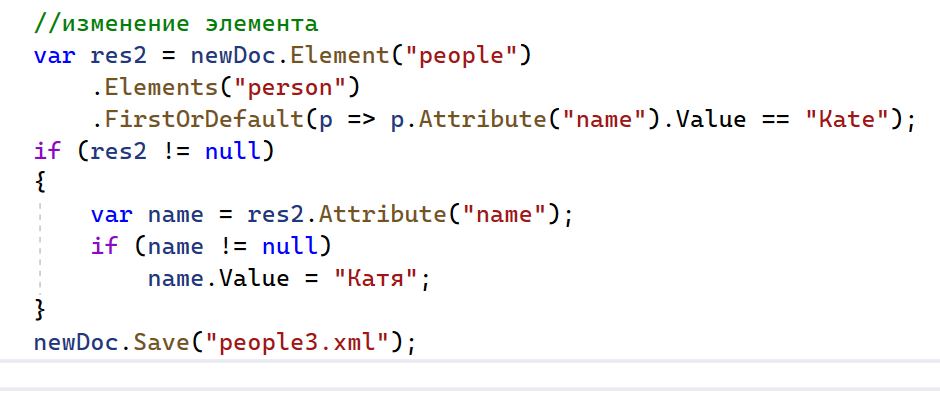 //изменение элемента
var res2 = newDoc.Element("people")
.Elements("person")
.FirstOrDefault(p => p.Attribute("name").Value == "Kate");
if (res2 != null)
{
var name = res2.Attribute("name");
if (name != null)
name.Value = "Катя";
}
newDoc.Save("people3.xml");